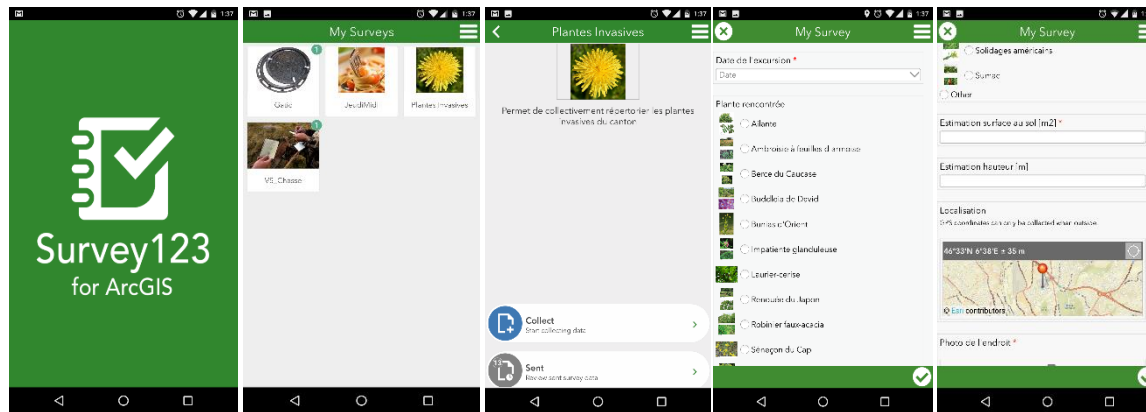 1:37
Survey123
for ArcGIS
1:37
My Surveys
1
Gatic
JeudiMidi
Plantes Invasives
1
VS_Chasse
1:37
Plantes Invasives
Permet de collectivement répertorier les plantes
invasives du canton
Collect
Start collecting data
Sent
Review sent survey data
1:37
My Survey
Date de l'excursion *
Date
Plante rencontrée
Ailante
Ambroisie à feuilles d'armoise
Berce du Caucase
Buddleia de David
Bunias d'Orient
Impatiente glanduleuse
Laurier-cerise
Renouée du Japon
Robinier faux-acacia
Séneçon du Cap
1:37
My Survey
Solidages américains
Sumac
Other
Estimation surface au sol [m2] *
Estimation hauteur [m]
Localisation
GPS coordinates can only be collected when outside.
46°33'N 6°38'E ± 35 m
© Esri contributors
Photo de l'endroit *